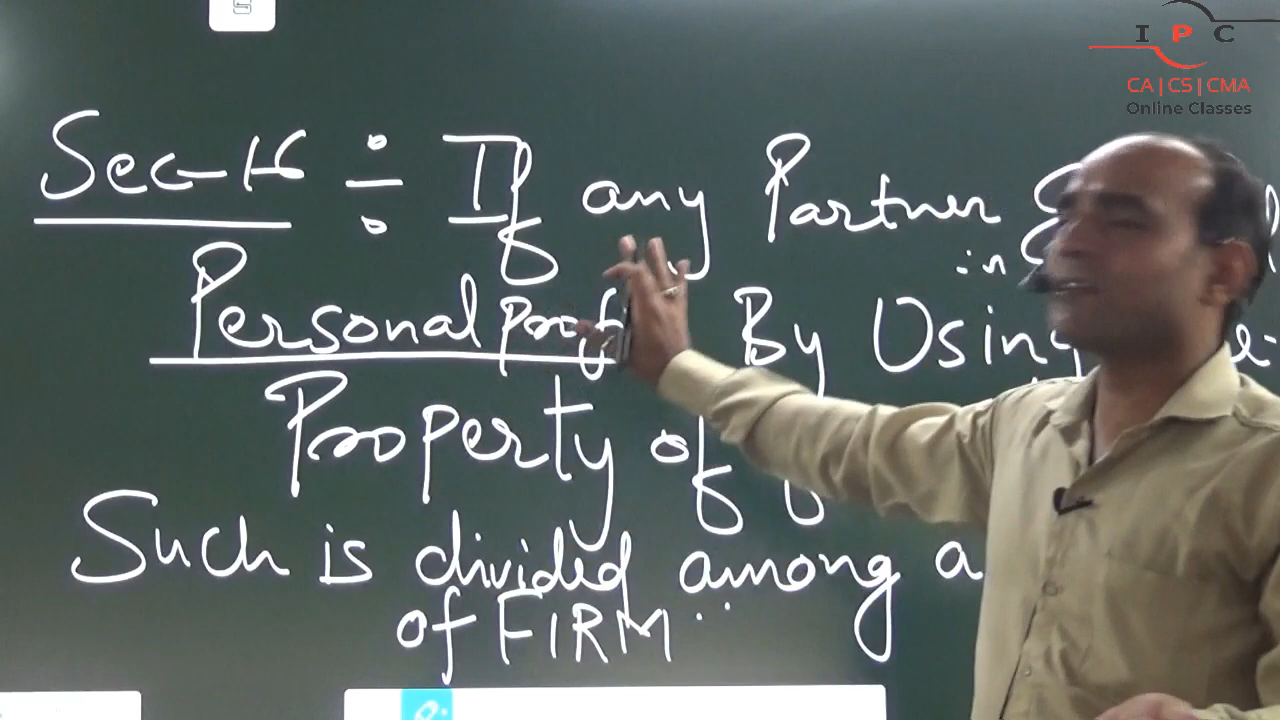 I P C
CA|CS|CMA
Online Classes
Sec-16 ÷ If any Partner
in
Personal Prof By Using
Property of
Such is divided among a
of FIRM